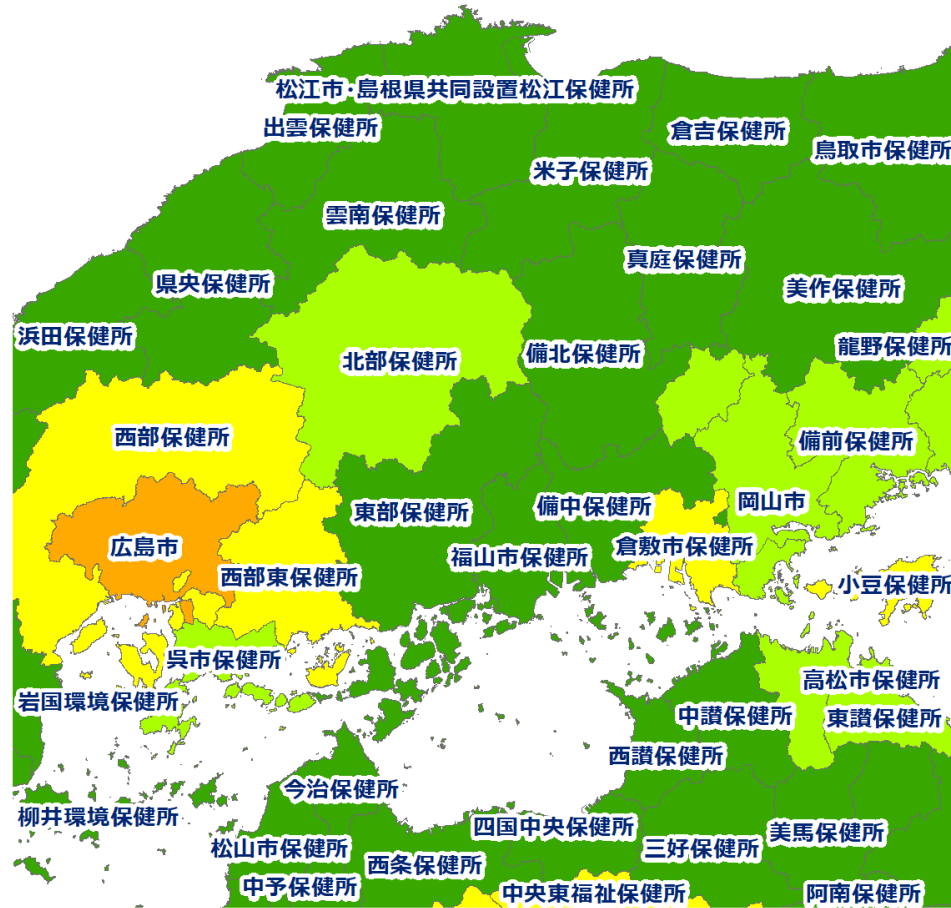 松江市・島根県共同設置松江保健所
出雲保健所
倉吉保健所
鳥取市保健所
米子保健所
雲南保健所
真庭保健所
県央保健所
美作保健所
浜田保健所
北部保健所
備北保健所
龍野保健所
西部保健所
備前保健所
岡山市
東部保健所
備中保健所
広島市
福山市保健所
倉敷市保健所
西部東保健所
小豆保健所
呉市保健所
高松市保健所
岩国環境保健所
中讃保健所
東讃保健所
西讃保健所
今治保健所
柳井環境保健所
四国中央保健所
美馬保健所
松山市保健所
三好保健所
西条保健所
中予保健所
中央東福祉保健所
阿南保健所